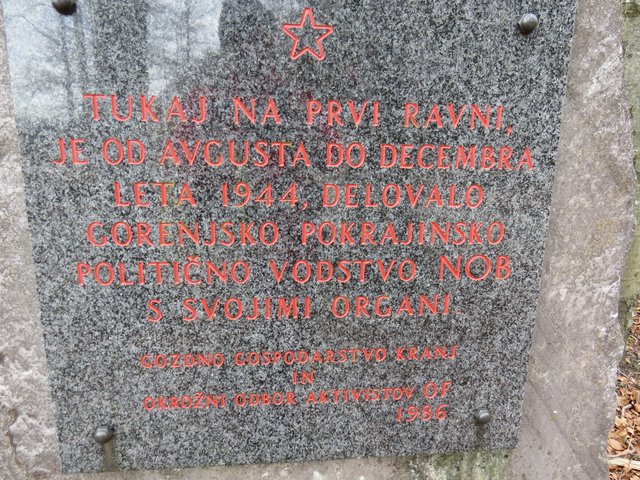 TUKAJ NA PRVI RAVNI,
JE OD AVGUSTA DO DECEMBRA
LETA 1944, DELOVALO
GORENJSKO POKRAJINSKO
POLITIČNO VODSTVO NOB
S SVOJIMI ORGANI.
GOZDNO GOSPODARSTVO KRANJ
IN
OKROŽNI ODBOR AKTIVISTOV OF
1986